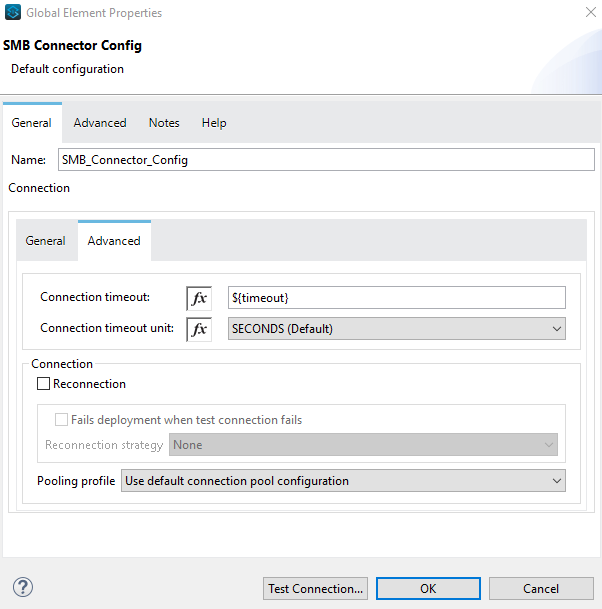 Global Element Properties
SMB Connector Config
Default configuration
General Advanced Notes Help
Name: SMB_Connector_Config
Connection
General Advanced
Connection timeout: fx ${timeout}
Connection timeout unit: fx SECONDS (Default)
Connection
Reconnection
Fails deployment when test connection fails
Reconnection strategy None
Pooling profile Use default connection pool configuration
? Test Connection... OK Cancel